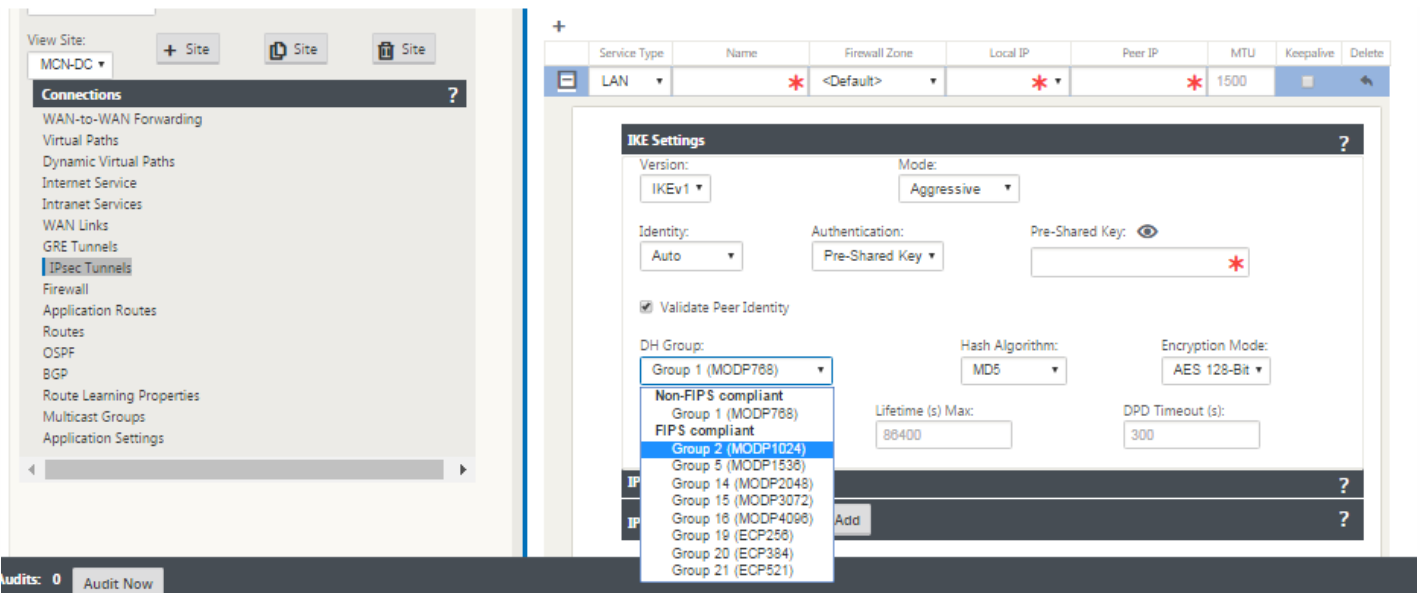 View Site:
MCN-DC
+ Site
Site
Site
Connections ?
WAN-to-WAN Forwarding
Virtual Paths
Dynamic Virtual Paths
Internet Service
Intranet Services
WAN Links
GRE Tunnels
IPsec Tunnels
Firewall
Application Routes
Routes
OSPF
BGP
Route Learning Properties
Multicast Groups
Application Settings
+
Service Type Name Firewall Zone Local IP Peer IP MTU Keepalive Delete
LAN * <Default> * * 1500
IKE Settings ?
Version: Mode:
IKEv1 Aggressive
Identity: Authentication: Pre-Shared Key:
Auto Pre-Shared Key *
Validate Peer Identity
DH Group: Hash Algorithm: Encryption Mode:
Group 1 (MODP768) MD5 AES 128-Bit
Non-FIPS compliant
Group 1 (MODP768)
FIPS compliant
Group 2 (MODP1024)
Group 5 (MODP1536)
Group 14 (MODP2048)
Group 15 (MODP3072)
Group 16 (MODP4096)
Group 19 (ECP256)
Group 20 (ECP384)
Group 21 (ECP521)
Lifetime (s) Max: DPD Timeout (s):
86400 300
IP ?
IP Add ?
Audits: 0 Audit Now